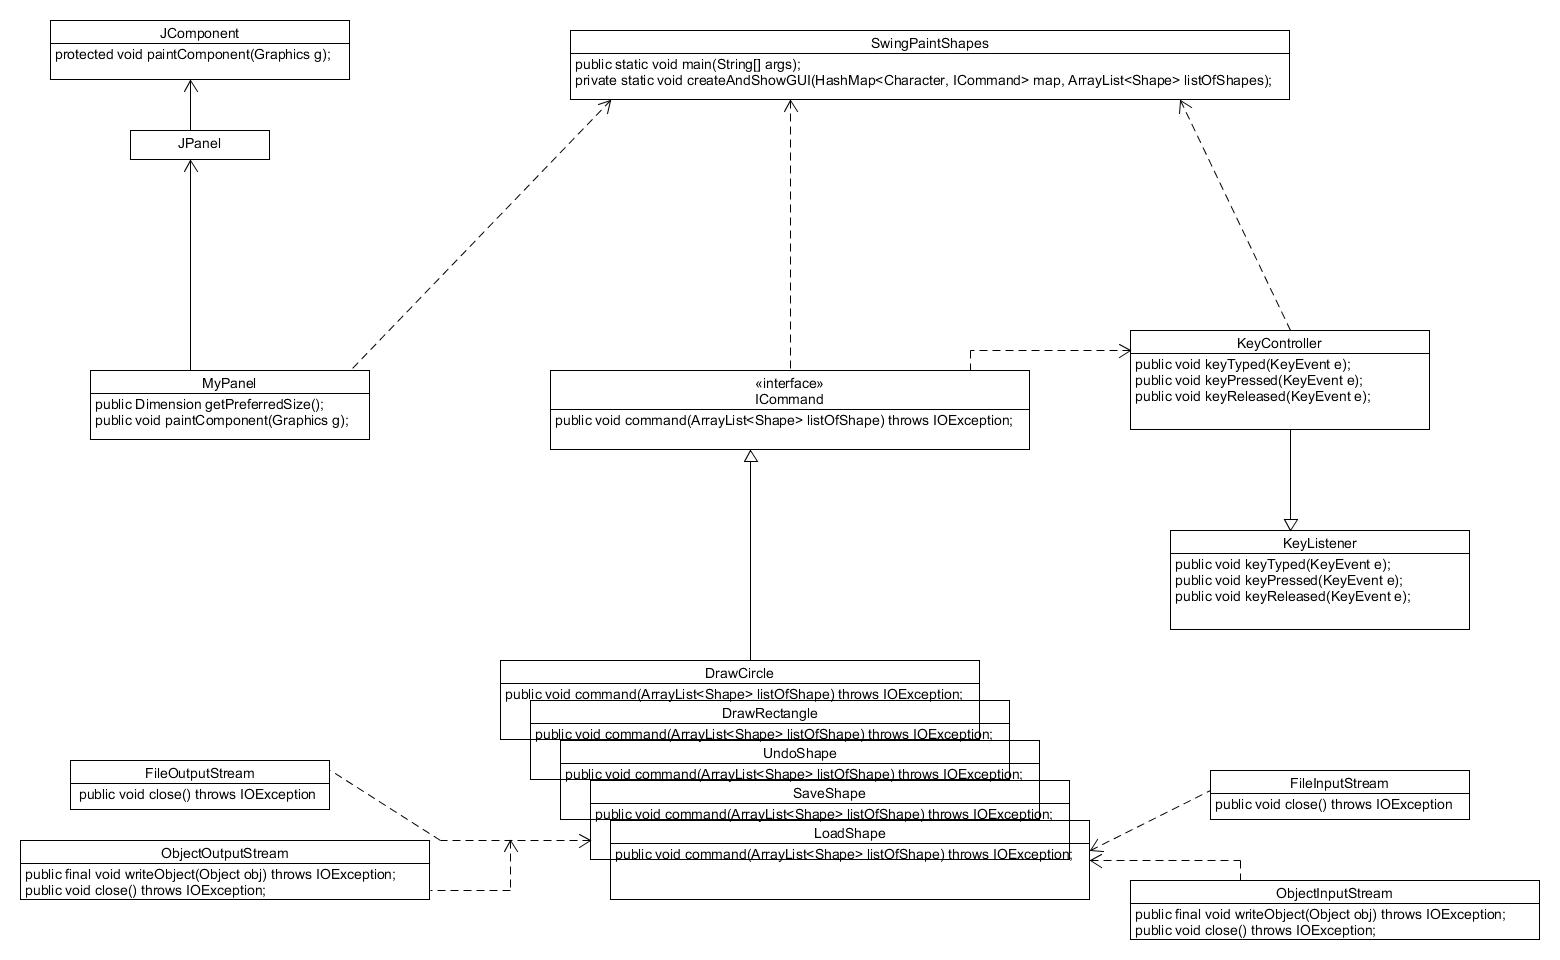 JComponent
protected void paintComponent(Graphics g);
SwingPaintShapes
public static void main(String[] args);
private static void createAndShowGUI(HashMap<Character, ICommand> map, ArrayList<Shape> listOfShapes);
JPanel
MyPanel
public Dimension getPreferredSize();
public void paintComponent(Graphics g);
«interface»
ICommand
public void command(ArrayList<Shape> listOfShape) throws IOException;
KeyController
public void keyTyped(KeyEvent e);
public void keyPressed(KeyEvent e);
public void keyReleased(KeyEvent e);
KeyListener
public void keyTyped(KeyEvent e);
public void keyPressed(KeyEvent e);
public void keyReleased(KeyEvent e);
DrawCircle
public void command(ArrayList<Shape> listOfShape) throws IOException;
DrawRectangle
public void command(ArrayList<Shape> listOfShape) throws IOException;
UndoShape
public void command(ArrayList<Shape> listOfShape) throws IOException;
SaveShape
public void command(ArrayList<Shape> listOfShape) throws IOException;
LoadShape
public void command(ArrayList<Shape> listOfShape) throws IOException;
FileOutputStream
public void close() throws IOException
ObjectOutputStream
public final void writeObject(Object obj) throws IOException;
public void close() throws IOException;
FileInputStream
public void close() throws IOException
ObjectInputStream
public final void writeObject(Object obj) throws IOException;
public void close() throws IOException;